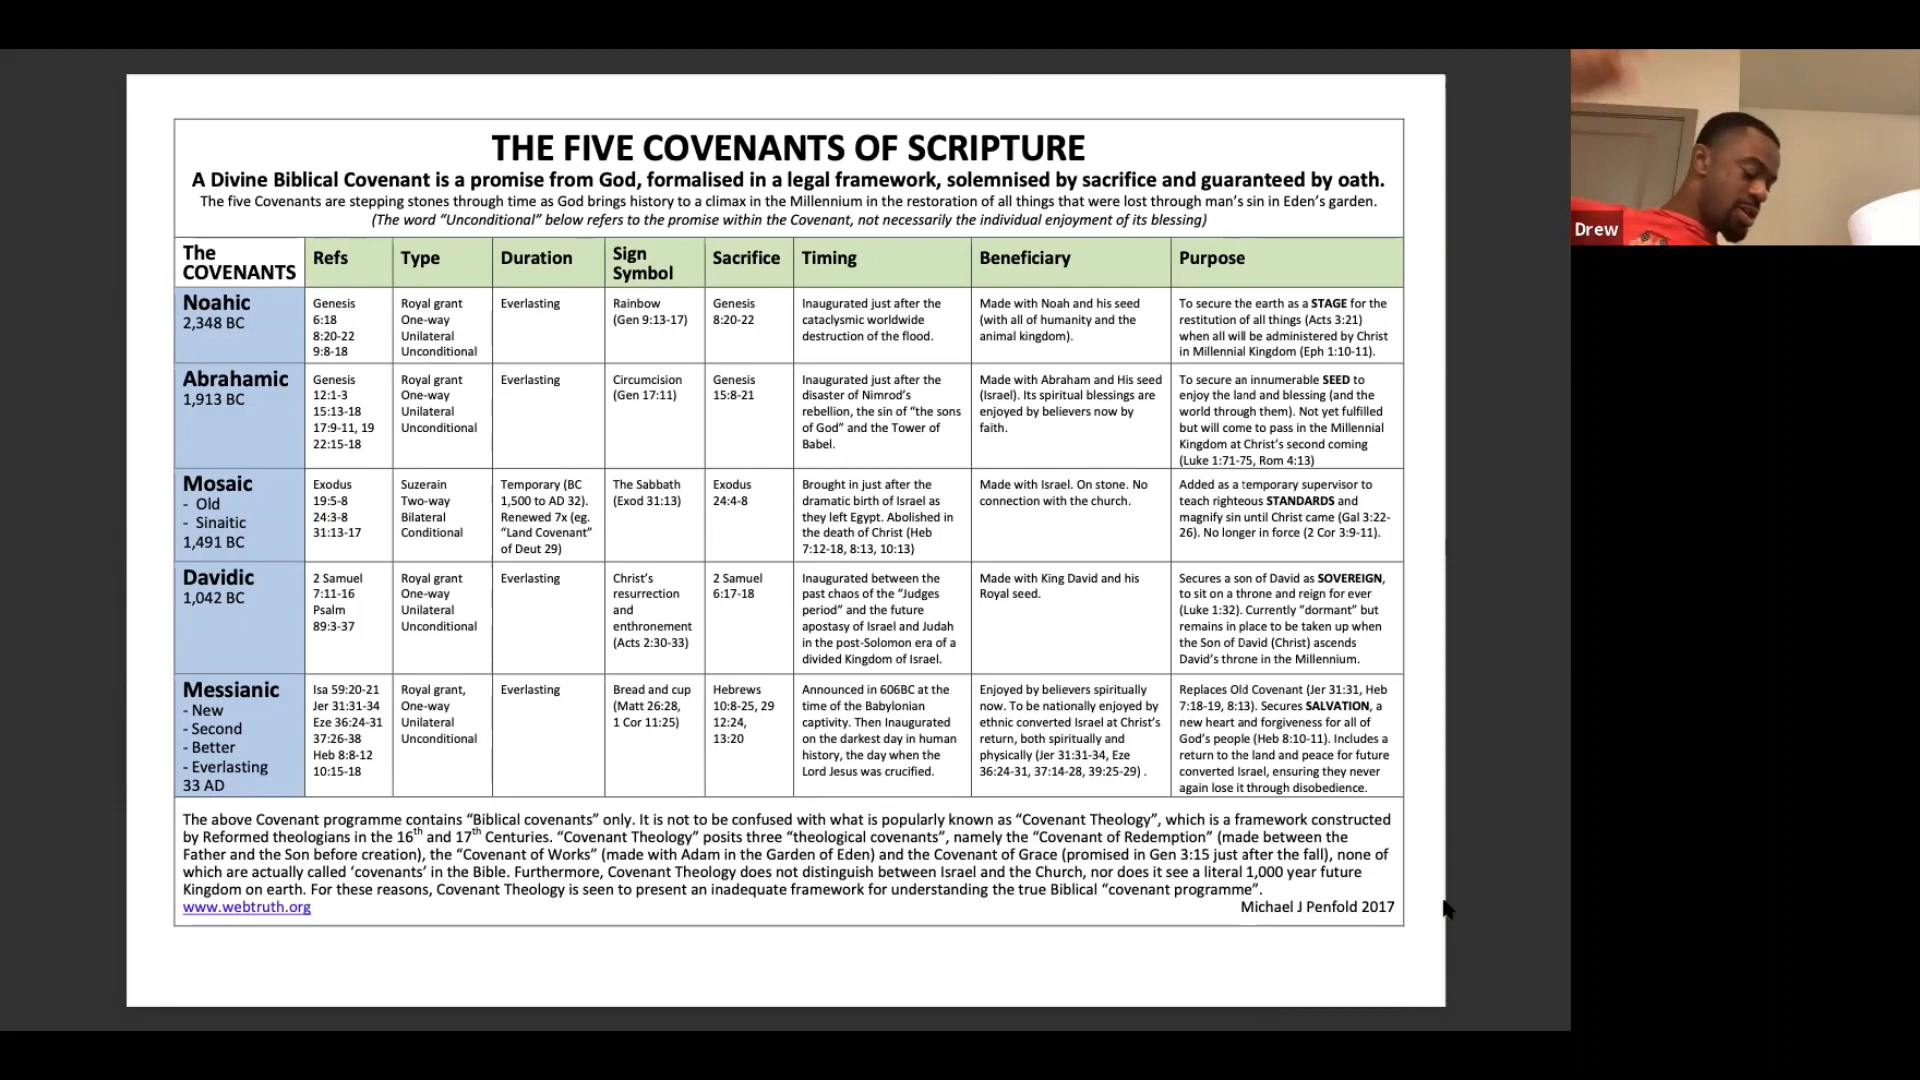 THE FIVE COVENANTS OF SCRIPTURE
A Divine Biblical Covenant is a promise from God, formalised in a legal framework, solemnised by sacrifice and guaranteed by oath.
The five Covenants are stepping stones through time as God brings history to a climax in the Millennium in the restoration of all things that were lost through man's sin in Eden's garden.
(The word "Unconditional" below refers to the promise within the Covenant, not necessarily the individual enjoyment of its blessing)
The
COVENANTS
Refs
Type
Duration
Sign
Symbol
Sacrifice
Timing
Beneficiary
Purpose
Noahic
2,348 BC
Genesis
6:18
8:20-22
9:8-18
Royal grant
One-way
Unilateral
Unconditional
Everlasting
Rainbow
(Gen 9:13-17)
Genesis
8:20-22
Inaugurated just after the
cataclysmic worldwide
destruction of the flood.
Made with Noah and his seed
(with all of humanity and the
animal kingdom).
To secure the earth as a STAGE for the
restitution of all things (Acts 3:21)
when all will be administered by Christ
in Millennial Kingdom (Eph 1:10-11).
Abrahamic
1,913 BC
Genesis
12:1-3
15:13-18
17:9-11, 19
22:15-18
Royal grant
One-way
Unilateral
Unconditional
Everlasting
Circumcision
(Gen 17:11)
Genesis
15:8-21
Inaugurated just after the
disaster of Nimrod's
rebellion, the sin of "the sons
of God" and the Tower of
Babel.
Made with Abraham and His seed
(Israel). Its spiritual blessings are
enjoyed by believers now by
faith.
To secure an innumerable SEED to
enjoy the land and blessing (and the
world through them). Not yet fulfilled
but will come to pass in the Millennial
Kingdom at Christ's second coming
(Luke 1:71-75, Rom 4:13)
Mosaic
- Old
- Sinaitic
1,491 BC
Exodus
19:5-8
24:3-8
31:13-17
Suzerain
Two-way
Bilateral
Conditional
Temporary (BC
1,500 to AD 32).
Renewed 7x (eg.
"Land Covenant"
of Deut 29)
The Sabbath
(Exod 31:13)
Exodus
24:4-8
Brought in just after the
dramatic birth of Israel as
they left Egypt. Abolished in
the death of Christ (Heb
7:12-18, 8:13, 10:13)
Made with Israel. On stone. No
connection with the church.
Added as a temporary supervisor to
teach righteous STANDARDS and
magnify sin until Christ came (Gal 3:22-
26). No longer in force (2 Cor 3:9-11).
Davidic
1,042 BC
2 Samuel
7:11-16
Psalm
89:3-37
Royal grant
One-way
Unilateral
Unconditional
Everlasting
Christ's
resurrection
and
enthronement
(Acts 2:30-33)
2 Samuel
6:17-18
Inaugurated between the
past chaos of the "Judges
period" and the future
apostasy of Israel and Judah
in the post-Solomon era of a
divided Kingdom of Israel.
Made with King David and his
Royal seed.
Secures a son of David as SOVEREIGN,
to sit on a throne and reign for ever
(Luke 1:32). Currently "dormant" but
remains in place to be taken up when
the Son of David (Christ) ascends
David's throne in the Millennium.
Messianic
- New
- Second
- Better
- Everlasting
33 AD
Isa 59:20-21
Jer 31:31-34
Eze 36:24-31
37:26-38
Heb 8:8-12
10:15-18
Royal grant,
One-way
Unilateral
Unconditional
Everlasting
Bread and cup
(Matt 26:28,
1 Cor 11:25)
Hebrews
10:8-25, 29
12:24,
13:20
Announced in 606BC at the
time of the Babylonian
captivity. Then Inaugurated
on the darkest day in human
history, the day when the
Lord Jesus was crucified.
Enjoyed by believers spiritually
now. To be nationally enjoyed by
ethnic converted Israel at Christ's
return, both spiritually and
physically (Jer 31:31-34, Eze
36:24-31, 37:14-28, 39:25-29) .
Replaces Old Covenant (Jer 31:31, Heb
7:18-19, 8:13). Secures SALVATION, a
new heart and forgiveness for all of
God's people (Heb 8:10-11). Includes a
return to the land and peace for future
converted Israel, ensuring they never
again lose it through disobedience.
The above Covenant programme contains "Biblical covenants" only. It is not to be confused with what is popularly known as "Covenant Theology", which is a framework constructed
by Reformed theologians in the 16th and 17th Centuries. "Covenant Theology" posits three "theological covenants", namely the "Covenant of Redemption" (made between the
Father and the Son before creation), the "Covenant of Works" (made with Adam in the Garden of Eden) and the Covenant of Grace (promised in Gen 3:15 just after the fall), none of
which are actually called 'covenants' in the Bible. Furthermore, Covenant Theology does not distinguish between Israel and the Church, nor does it see a literal 1,000 year future
Kingdom on earth. For these reasons, Covenant Theology is seen to present an inadequate framework for understanding the true Biblical "covenant programme".
www.webtruth.org
Michael J Penfold 2017
Drew